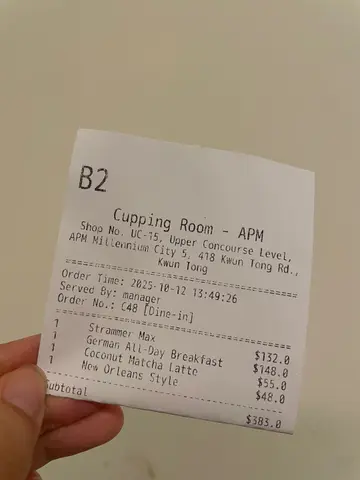 B2
Cupping Room - APM
Shop No. UC-15, Upper Concourse Level,
APM Millennium City 5, 418 Kwun Tong Rd.,
Kwun Tong
Order Time: 2025-10-12 13:49:26
Served By: manager
Order No.: C48 [Dine-in]
1 Strammer Max $132.0
1 German All-Day Breakfast $148.0
1 Coconut Matcha Latte $55.0
1 New Orleans Style $48.0
Subtotal $383.0